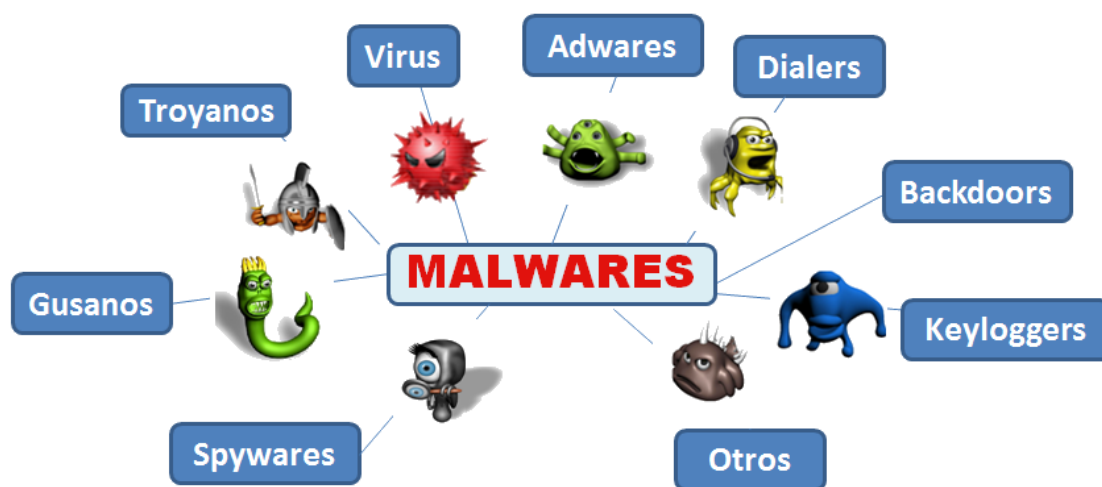 Virus
Adwares
Dialers
Troyanos
Backdoors
MALWARES
Gusanos
Keyloggers
Spywares
Otros